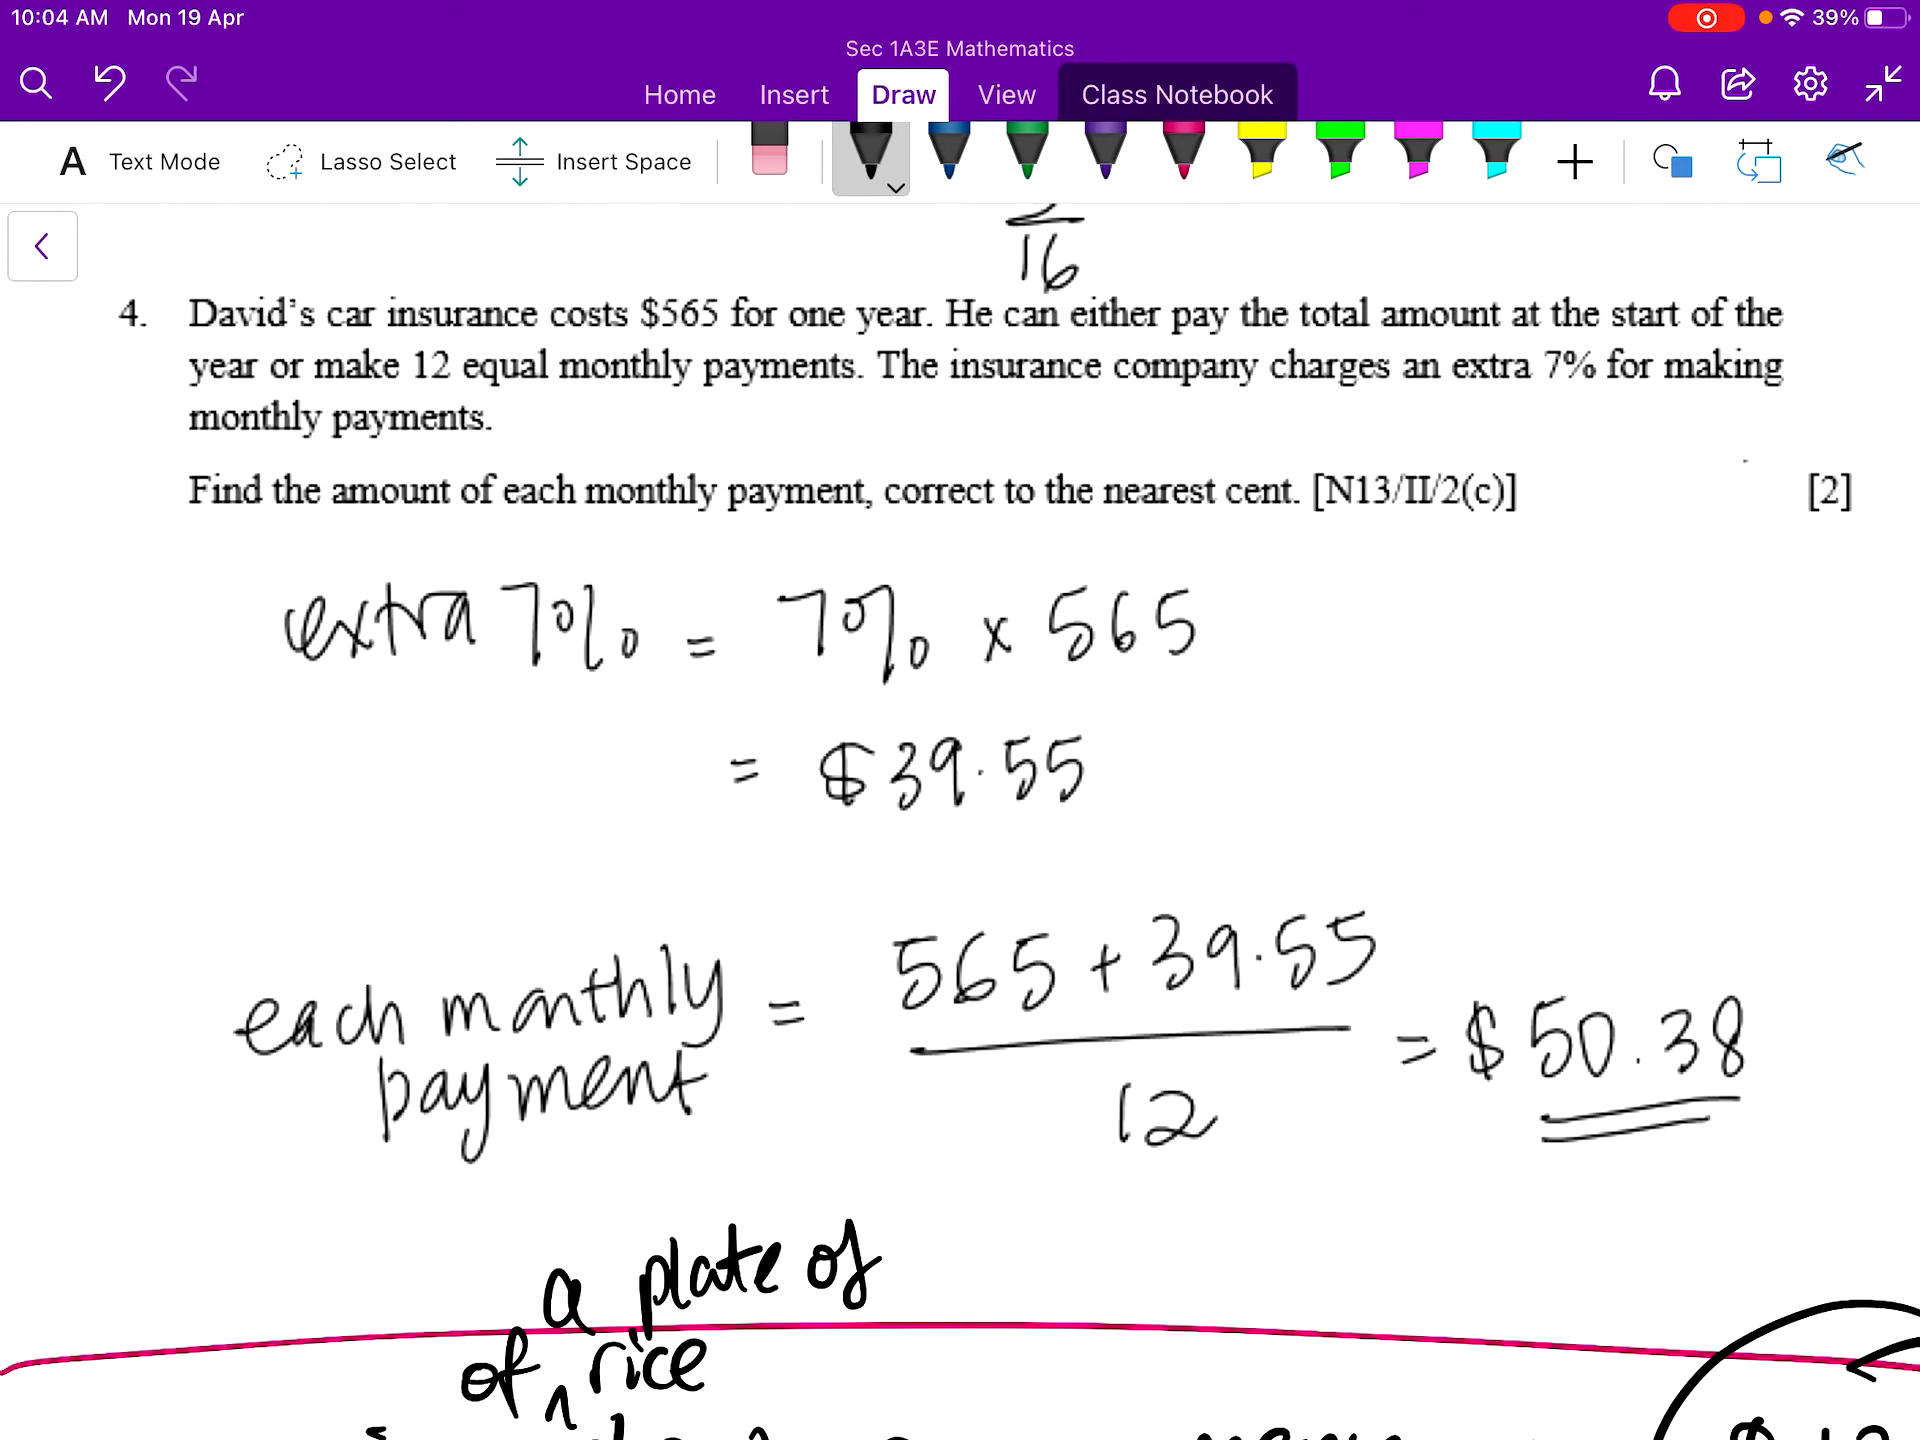 10:04 AM Mon 19 Apr
39%
Sec 1A3E Mathematics
Home Insert Draw View Class Notebook
A Text Mode Lasso Select Insert Space
16
4. David's car insurance costs $565 for one year. He can either pay the total amount at the start of the
year or make 12 equal monthly payments. The insurance company charges an extra 7% for making
monthly payments.
Find the amount of each monthly payment, correct to the nearest cent. [N13/II/2(c)] [2]
extra 7% = 7% x 565
= $39.55
each monthly payment = 565 + 39.55
12
= $50.38
a plate of
of rice